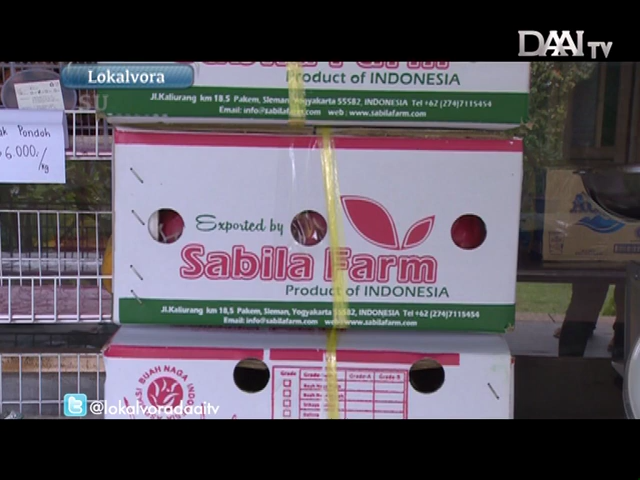 DAAI TV
Lokalvora
Product of INDONESIA
Jl.Kaliurang km 18,5 Pakem, Sleman, Yogyakarta 55582, INDONESIA Tel +62 (274)7115454
Email: info@sabilafarm.com web : www.sabilafarm.com
Pondoh
6.000,-/
/kg
Exported by
Sabila Farm
Product of INDONESIA
Jl.Kaliurang km 18,5 Pakem, Sleman, Yogyakarta 55582, INDONESIA Tel +62 (274)7115454
Email: info@sabilafarm.com web: www.sabilafarm.com
BUAH NAGA INDO
Grade Grade-A Grade-B
@lokalvoradaaitv